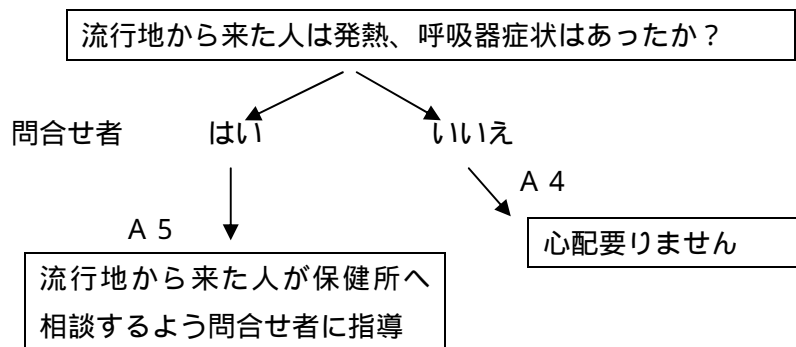 流行地から来た人は発熱、呼吸器症状はあったか？
問合せ者 はい いいえ
Ａ４
Ａ５
心配要りません
流行地から来た人が保健所へ
相談するよう問合せ者に指導